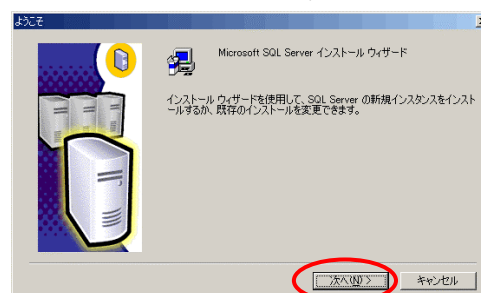 ようこそ
Microsoft SQL Server インストール ウィザード
インストール ウィザードを使用して、SQL Server の新規インスタンスをインスト
ールするか、既存のインストールを変更できます。
次へ(N) >
キャンセル